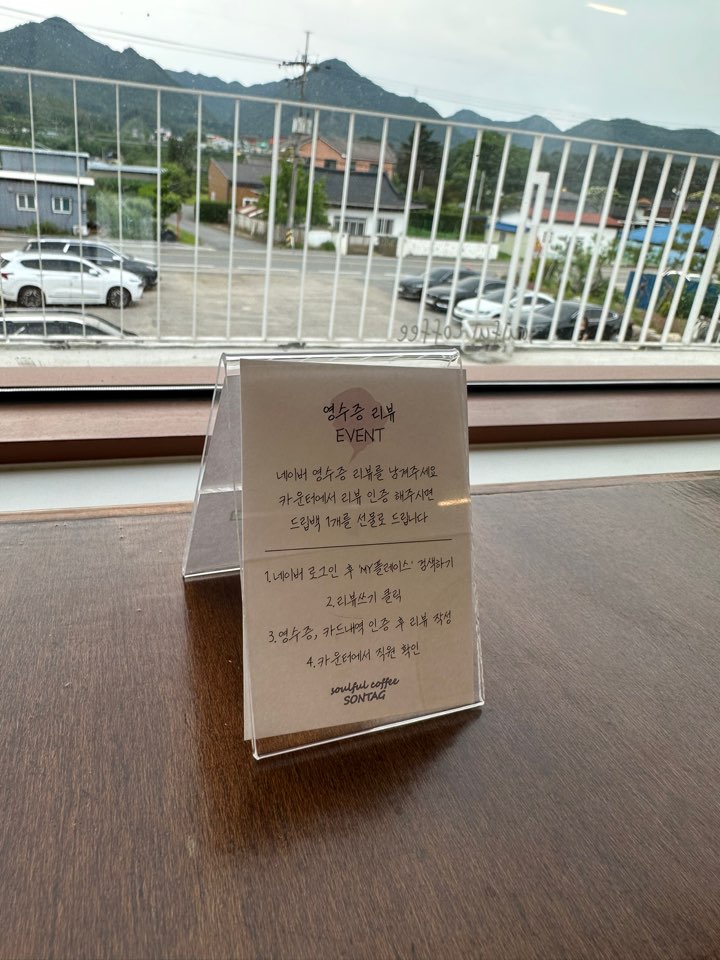 영수증 리뷰
EVENT
네이버 영수증 리뷰를 남겨주세요
카운터에서 리뷰 인증 해주시면
드립백 1개를 선물로 드립니다
1.네이버 로그인 후 'MY플레이스' 검색하기
2.리뷰쓰기 클릭
3.영수증, 카드내역 인증 후 리뷰 작성
4.카운터에서 직원 확인
soulful coffee
SONTAG